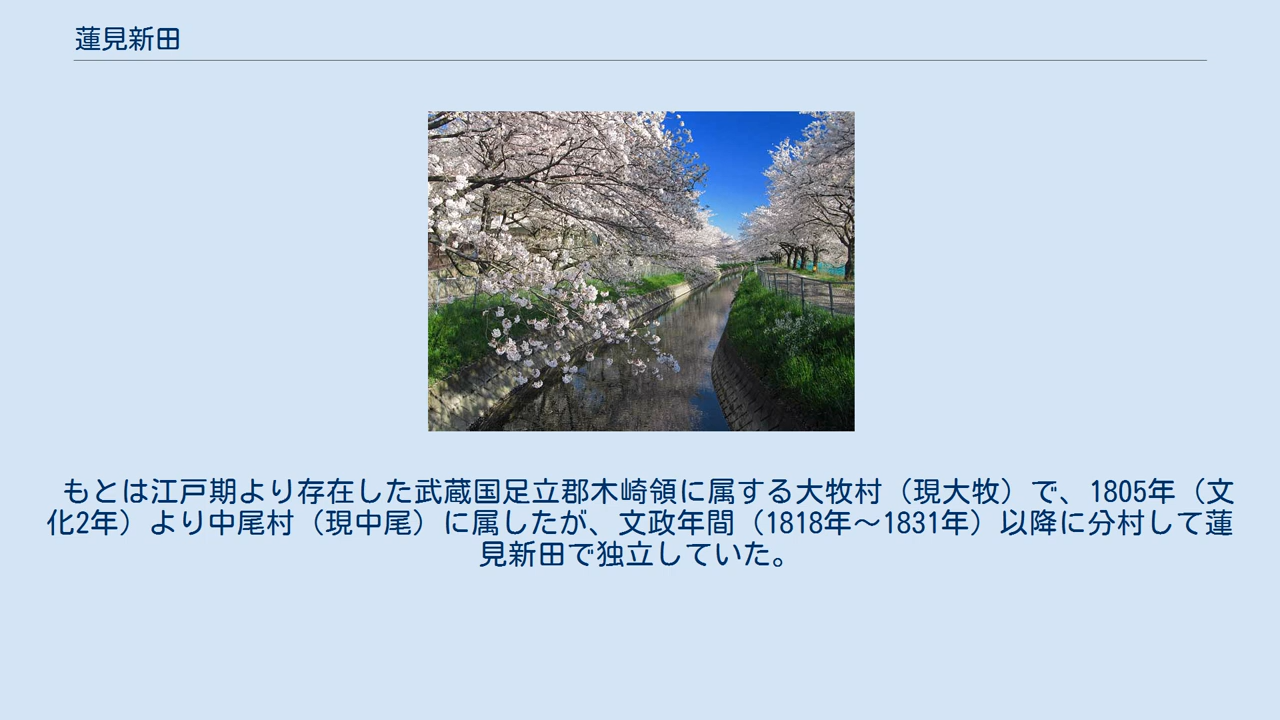 蓮見新田
もとは江戸期より存在した武蔵国足立郡木崎領に属する大牧村（現大牧）で、1805年（文
化2年）より中尾村（現中尾）に属したが、文政年間（1818年～1831年）以降に分村して蓮
見新田で独立していた。